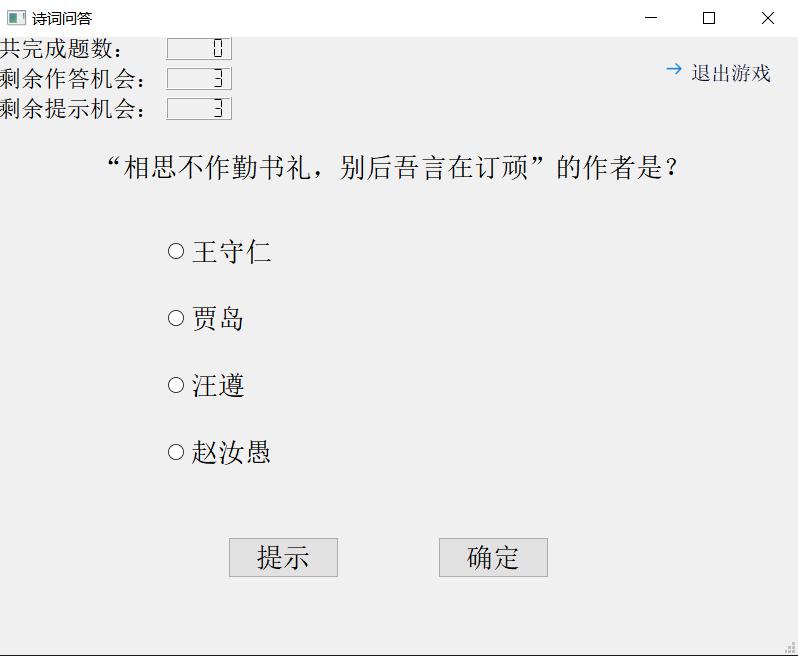 诗词问答
共完成题数： 0
剩余作答机会： 3
剩余提示机会： 3
→ 退出游戏
“相思不作勤书礼，别后吾言在订顽”的作者是？
王守仁
贾岛
汪遵
赵汝愚
提示
确定